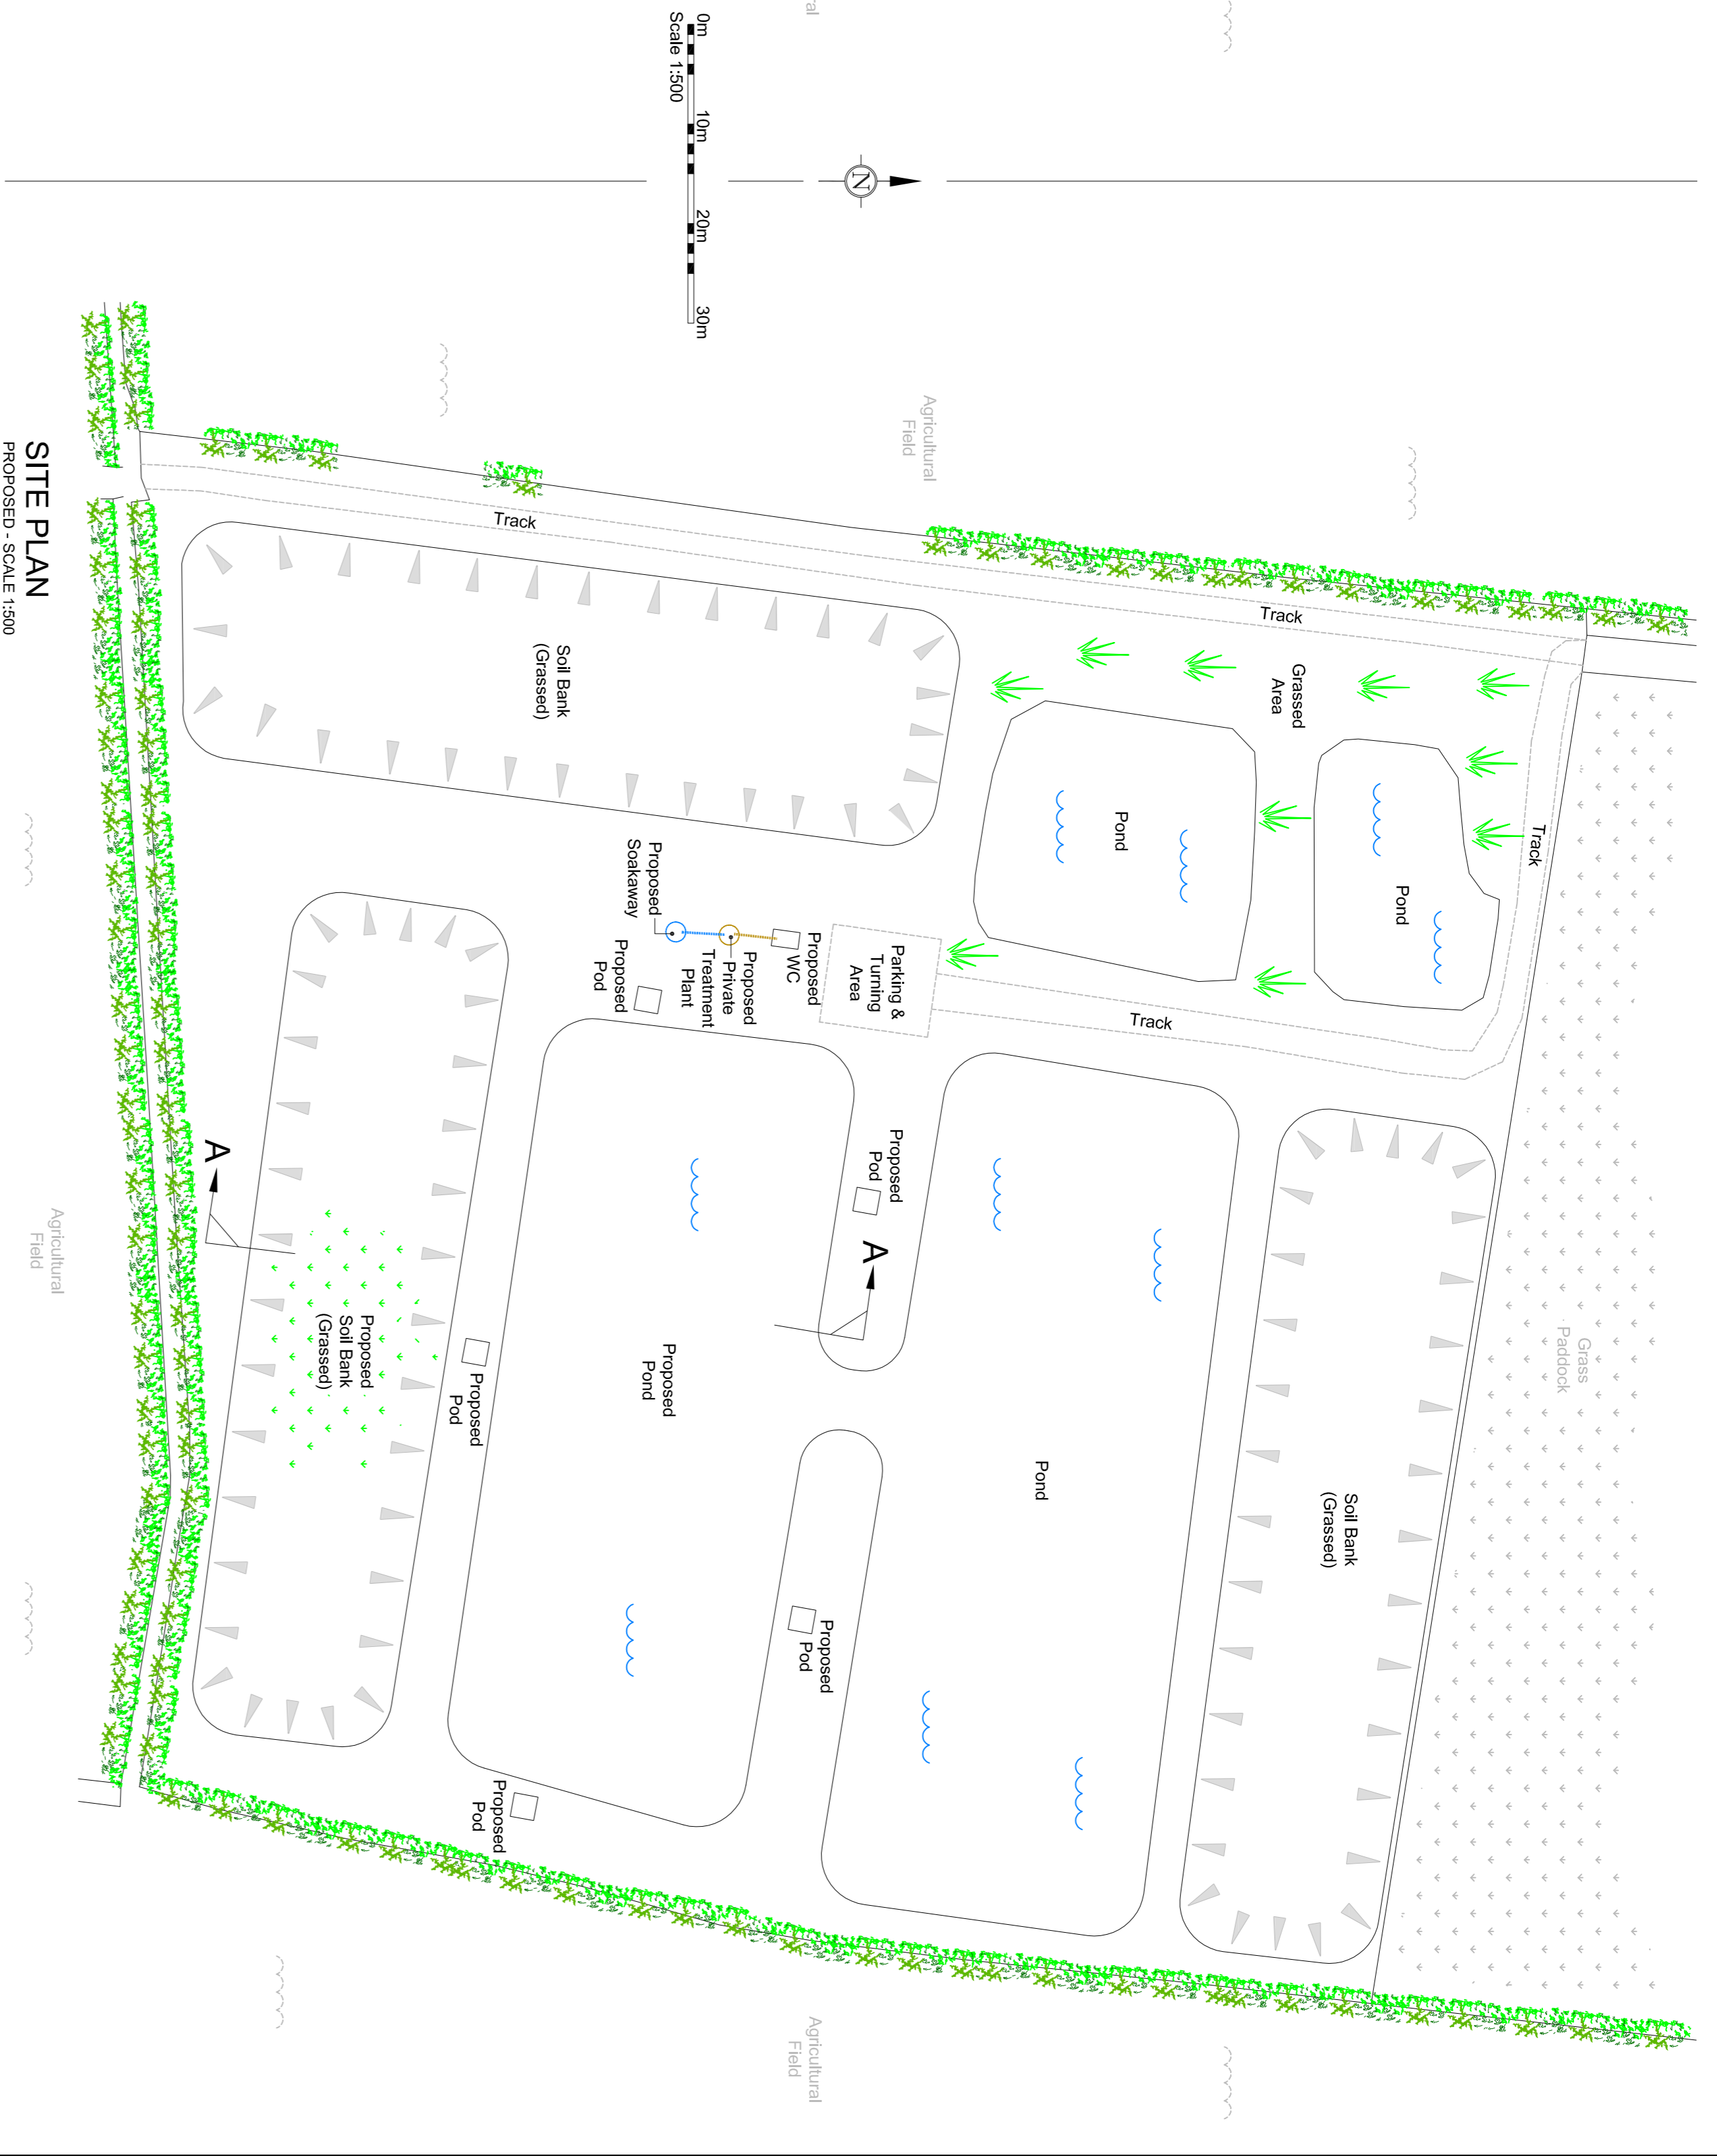 0m
10m
20m
30m
Scale 1:500
N
Agricultural
Field
Track
Track
Grassed
Area
Soil Bank
(Grassed)
Pond
Pond
Track
Proposed
Soakaway
Proposed
WC
Parking &
Turning
Area
Proposed
Private
Treatment
Plant
Proposed
Pod
Track
Proposed
Pod
A
A
Grass
Paddock
Agricultural
Field
Proposed
Soil Bank
(Grassed)
Proposed
Pod
Proposed
Pond
Pond
Soil Bank
(Grassed)
Proposed
Pod
Proposed
Pod
Agricultural
Field
SITE PLAN
PROPOSED - SCALE 1:500